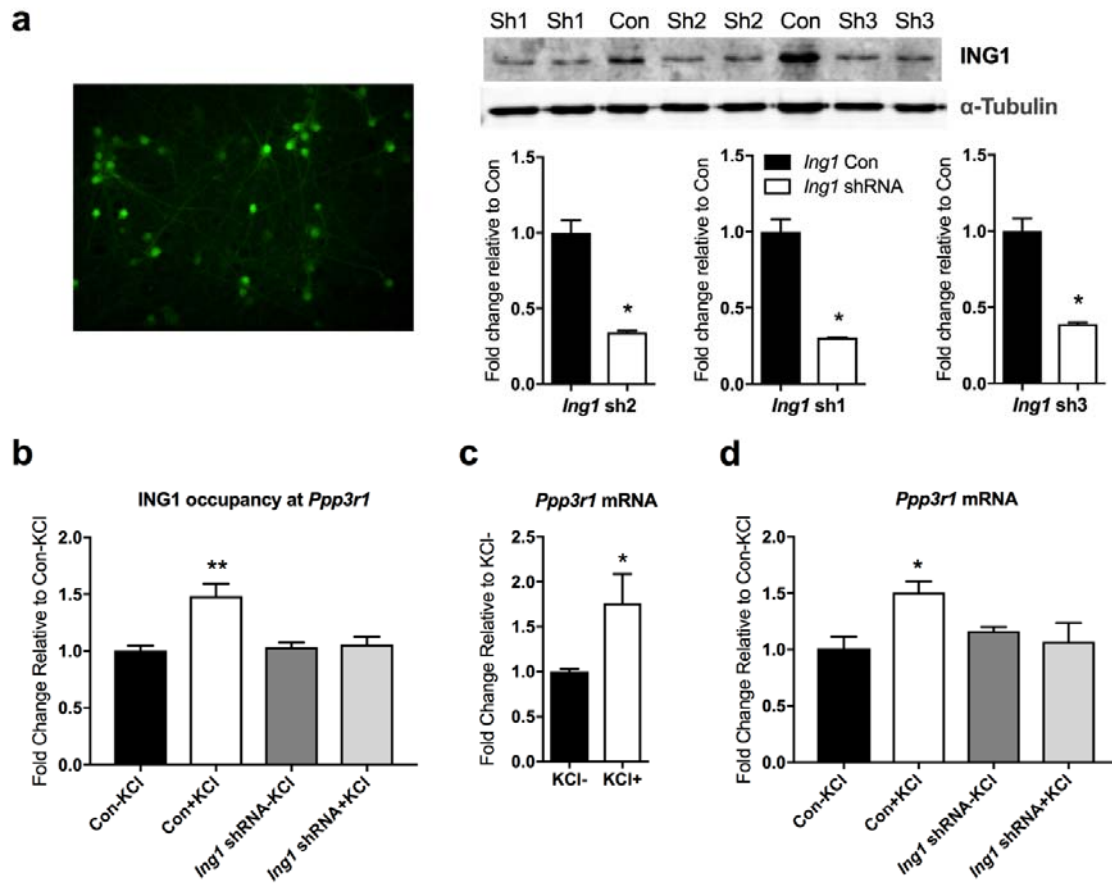 a
Sh1 Sh1 Con Sh2 Sh2 Con Sh3 Sh3
ING1
α-Tubulin
Fold change relative to Con
1.5
1.0
0.5
0.0
*
Ing1 sh2
Fold change relative to Con
1.5
1.0
0.5
0.0
Ing1 Con
Ing1 shRNA
*
Ing1 sh1
Fold change relative to Con
1.5
1.0
0.5
0.0
*
Ing1 sh3
b
ING1 occupancy at Ppp3r1
Fold Change Relative to Con-KCl
2.0
1.5
1.0
0.5
0.0
**
Con-KCl
Con+KCl
Ing1 shRNA-KCl
Ing1 shRNA+KCl
c
Ppp3r1 mRNA
Fold Change Relative to KCl-
2.5
2.0
1.5
1.0
0.5
0.0
*
KCl- KCl+
d
Ppp3r1 mRNA
Fold Change Relative to Con-KCl
2.0
1.5
1.0
0.5
0.0
*
Con-KCl
Con+KCl
Ing1 shRNA-KCl
Ing1 shRNA+KCl